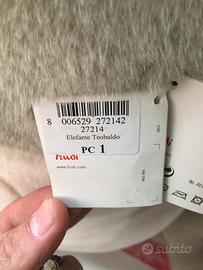 8 006529 272142
27214
Elefante Teobaldo
PC 1
trudi
www.trudi.com
subito